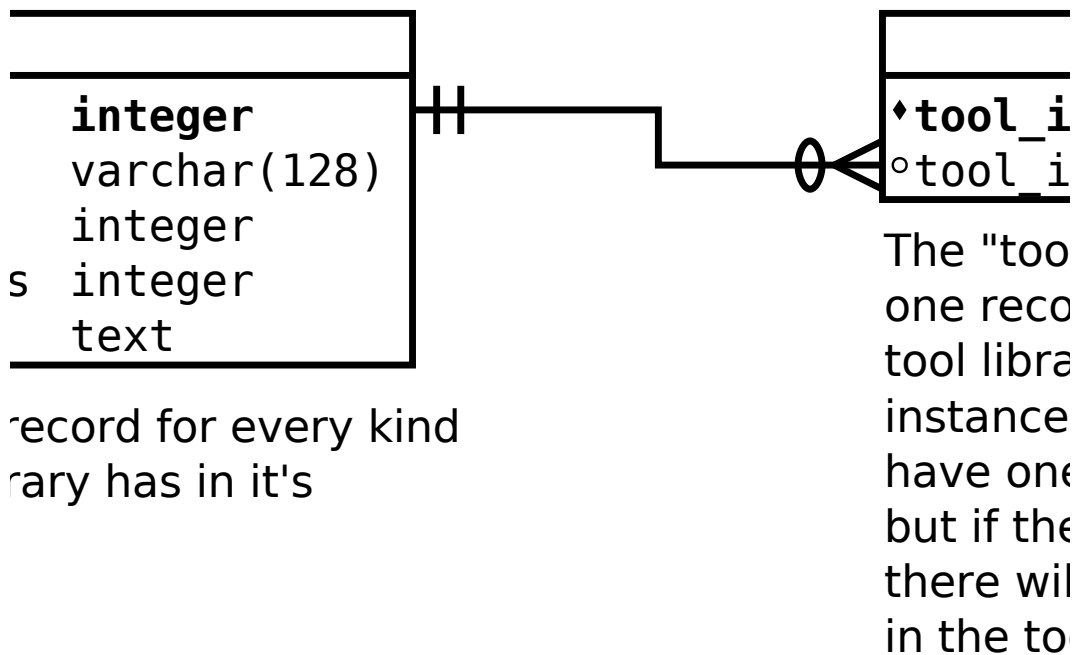 integer
varchar(128)
integer
s integer
text
record for every kind
rary has in it's
tool_i
tool_i
The "too
one reco
tool libra
instance
have one
but if the
there wil
in the too